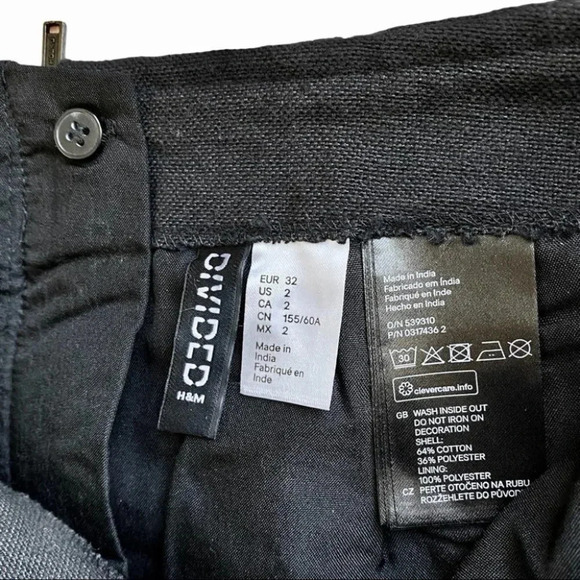 DIVIDED
H&M
EUR 32
US 2
CA 2
CN 155/60A
MX 2
Made in
India
Fabriqué en
Inde
Made in India
Fabricado em Índia
Fabriqué en Inde
Hecho en India
O/N 539310
P/N 0317436 2
30
clevercare.info
GB WASH INSIDE OUT
DO NOT IRON ON
DECORATION
SHELL:
64% COTTON
36% POLYESTER
LINING:
100% POLYESTER
CZ PERTE OTOČENO NA RUBU
ROZŽEHLETE DO PŮVOD